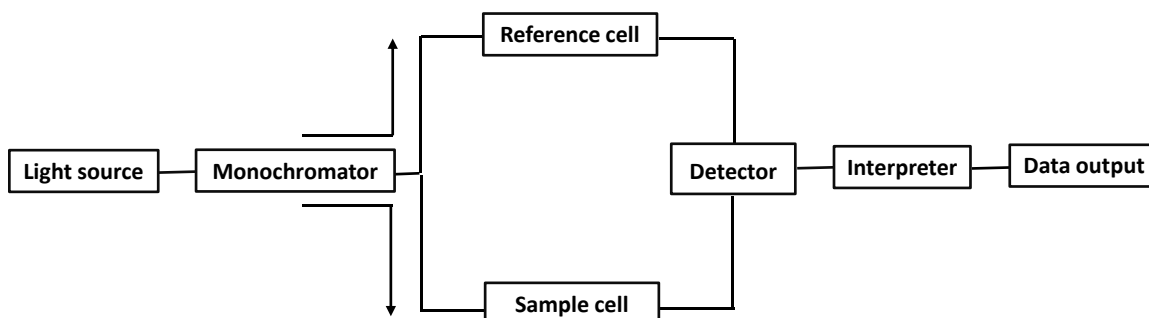 Reference cell
Light source
Monochromator
Detector
Interpreter
Data output
Sample cell